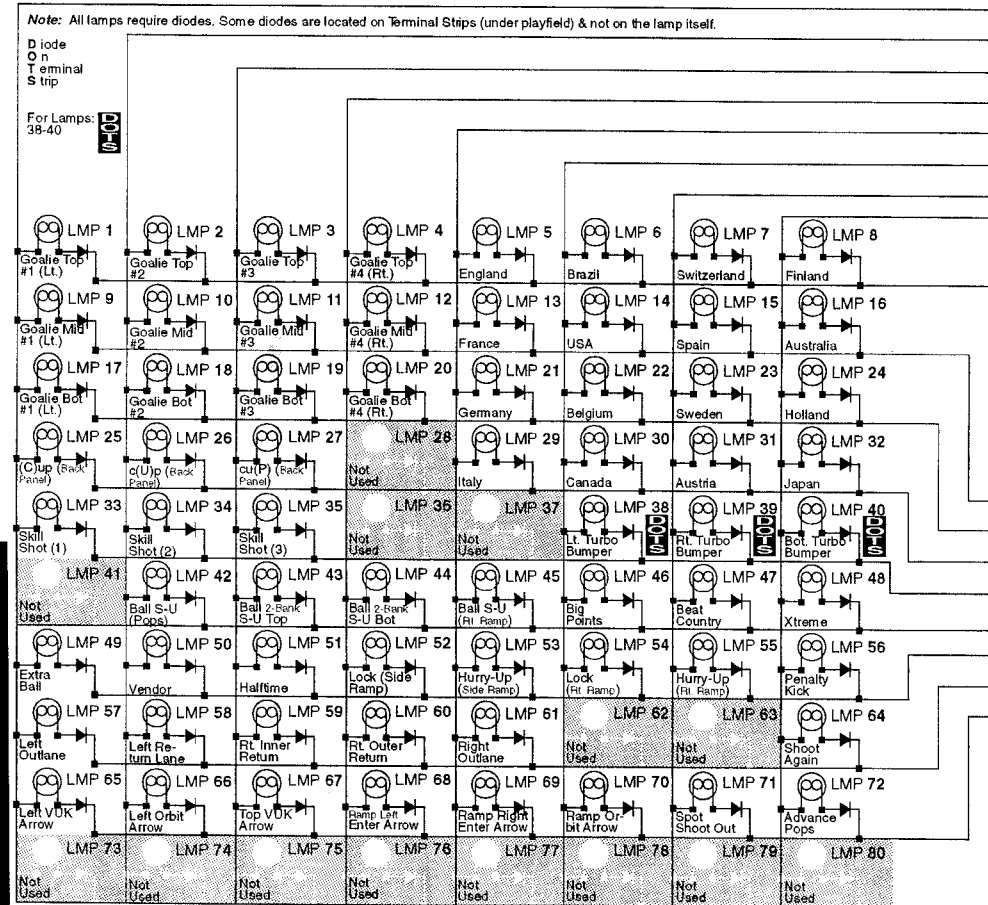 Note: All lamps require diodes. Some diodes are located on Terminal Strips (under playfield) & not on the lamp itself.
Diode
On
Terminal
Strip
For Lamps: DOTS
38-40
LMP 1
Goalie Top
#1 (Lt.)
LMP 2
Goalie Top
#2
LMP 3
Goalie Top
#3
LMP 4
Goalie Top
#4 (Rt.)
LMP 5
England
LMP 6
Brazil
LMP 7
Switzerland
LMP 8
Finland
LMP 9
Goalie Mid
#1 (Lt.)
LMP 10
Goalie Mid
#2
LMP 11
Goalie Mid
#3
LMP 12
Goalie Mid
#4 (Rt.)
LMP 13
France
LMP 14
USA
LMP 15
Spain
LMP 16
Australia
LMP 17
Goalie Bot
#1 (Lt.)
LMP 18
Goalie Bot
#2
LMP 19
Goalie Bot
#3
LMP 20
Goalie Bot
#4 (Rt.)
LMP 21
Germany
LMP 22
Belgium
LMP 23
Sweden
LMP 24
Holland
LMP 25
(C)up (Back
Panel)
LMP 26
c(U)p (Back
Panel)
LMP 27
cu(P) (Back
Panel)
LMP 28
Not
Used
LMP 29
Italy
LMP 30
Canada
LMP 31
Austria
LMP 32
Japan
LMP 33
Skill
Shot (1)
LMP 34
Skill
Shot (2)
LMP 35
Skill
Shot (3)
LMP 36
Not
Used
LMP 37
Not
Used
LMP 38
Lt. Turbo
Bumper
DOTS
LMP 39
Rt. Turbo
Bumper
DOTS
LMP 40
Bot. Turbo
Bumper
DOTS
LMP 41
Not
Used
LMP 42
Ball S-U
(Pops)
LMP 43
Ball 2-Bank
S-U Top
LMP 44
Ball 2-Bank
S-U Bot
LMP 45
Ball S-U
(Rt. Ramp)
LMP 46
Big
Points
LMP 47
Beat
Country
LMP 48
Xtreme
LMP 49
Extra
Ball
LMP 50
Vendor
LMP 51
Halftime
LMP 52
Lock (Side
Ramp)
LMP 53
Hurry-Up
(Side Ramp)
LMP 54
Lock
(Rt. Ramp)
LMP 55
Hurry-Up
(Rt. Ramp)
LMP 56
Penalty
Kick
LMP 57
Left
Outlane
LMP 58
Left Re-
turn Lane
LMP 59
Rt. Inner
Return
LMP 60
Rt. Outer
Return
LMP 61
Right
Outlane
LMP 62
Not
Used
LMP 63
Not
Used
LMP 64
Shoot
Again
LMP 65
Left VUK
Arrow
LMP 66
Left Orbit
Arrow
LMP 67
Top VUK
Arrow
LMP 68
Ramp Left
Enter Arrow
LMP 69
Ramp Right
Enter Arrow
LMP 70
Ramp Or-
bit Arrow
LMP 71
Spot
Shoot Out
LMP 72
Advance
Pops
LMP 73
Not
Used
LMP 74
Not
Used
LMP 75
Not
Used
LMP 76
Not
Used
LMP 77
Not
Used
LMP 78
Not
Used
LMP 79
Not
Used
LMP 80
Not
Used